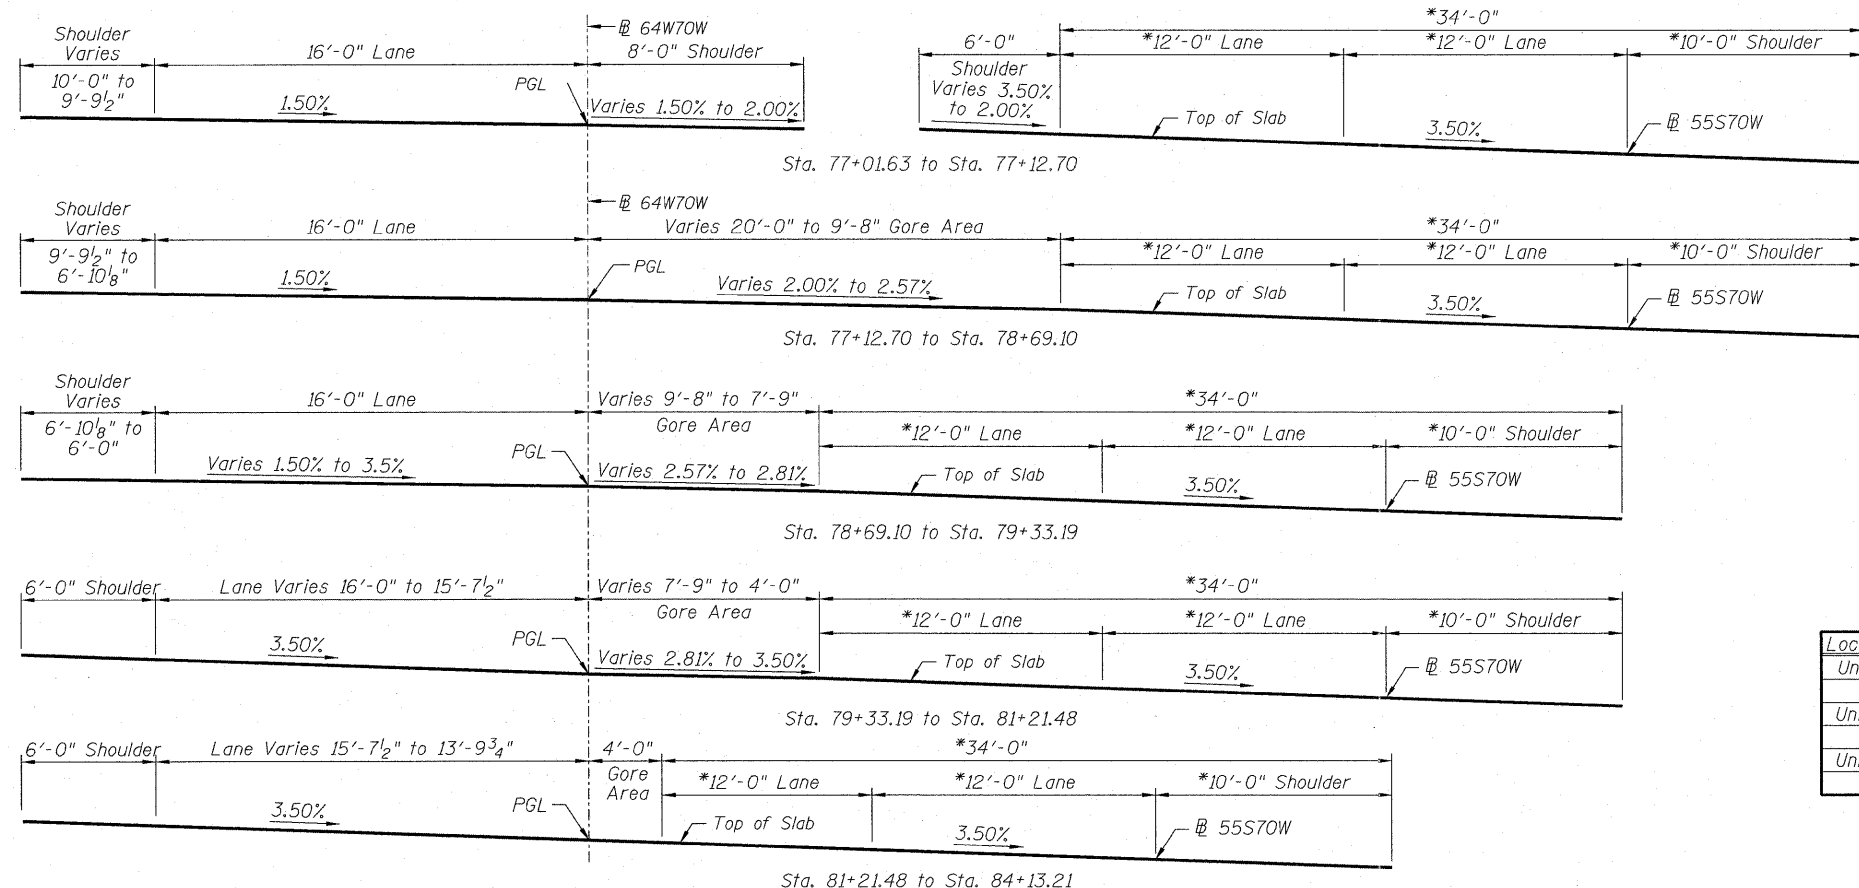 *34'-0"
℄ 64W70W
Shoulder
Varies
16'-0" Lane
8'-0" Shoulder
6'-0"
*12'-0" Lane
*12'-0" Lane
*10'-0" Shoulder
10'-0" to
9'-9½"
1.50%
PGL
Varies 1.50% to 2.00%
Shoulder
Varies 3.50%
to 2.00%
Top of Slab
3.50%
℄ 55S70W
Sta. 77+01.63 to Sta. 77+12.70
℄ 64W70W
Shoulder
Varies
16'-0" Lane
Varies 20'-0" to 9'-8" Gore Area
*34'-0"
9'-9½" to
6'-10⅛"
1.50%
PGL
Varies 2.00% to 2.57%
*12'-0" Lane
*12'-0" Lane
*10'-0" Shoulder
Top of Slab
3.50%
℄ 55S70W
Sta. 77+12.70 to Sta. 78+69.10
Shoulder
Varies
16'-0" Lane
Varies 9'-8" to 7'-9"
Gore Area
*34'-0"
6'-10⅛" to
6'-0"
Varies 1.50% to 3.5%
PGL
Varies 2.57% to 2.81%
*12'-0" Lane
*12'-0" Lane
*10'-0" Shoulder
Top of Slab
3.50%
℄ 55S70W
Sta. 78+69.10 to Sta. 79+33.19
6'-0" Shoulder
Lane Varies 16'-0" to 15'-7½"
Varies 7'-9" to 4'-0"
Gore Area
*34'-0"
3.50%
PGL
Varies 2.81% to 3.50%
*12'-0" Lane
*12'-0" Lane
*10'-0" Shoulder
Top of Slab
3.50%
℄ 55S70W
Sta. 79+33.19 to Sta. 81+21.48
Loc
Un
Un
Un
6'-0" Shoulder
Lane Varies 15'-7½" to 13'-9¾"
4'-0"
Gore
Area
*34'-0"
3.50%
PGL
*12'-0" Lane
*12'-0" Lane
*10'-0" Shoulder
Top of Slab
3.50%
℄ 55S70W
Sta. 81+21.48 to Sta. 84+13.21